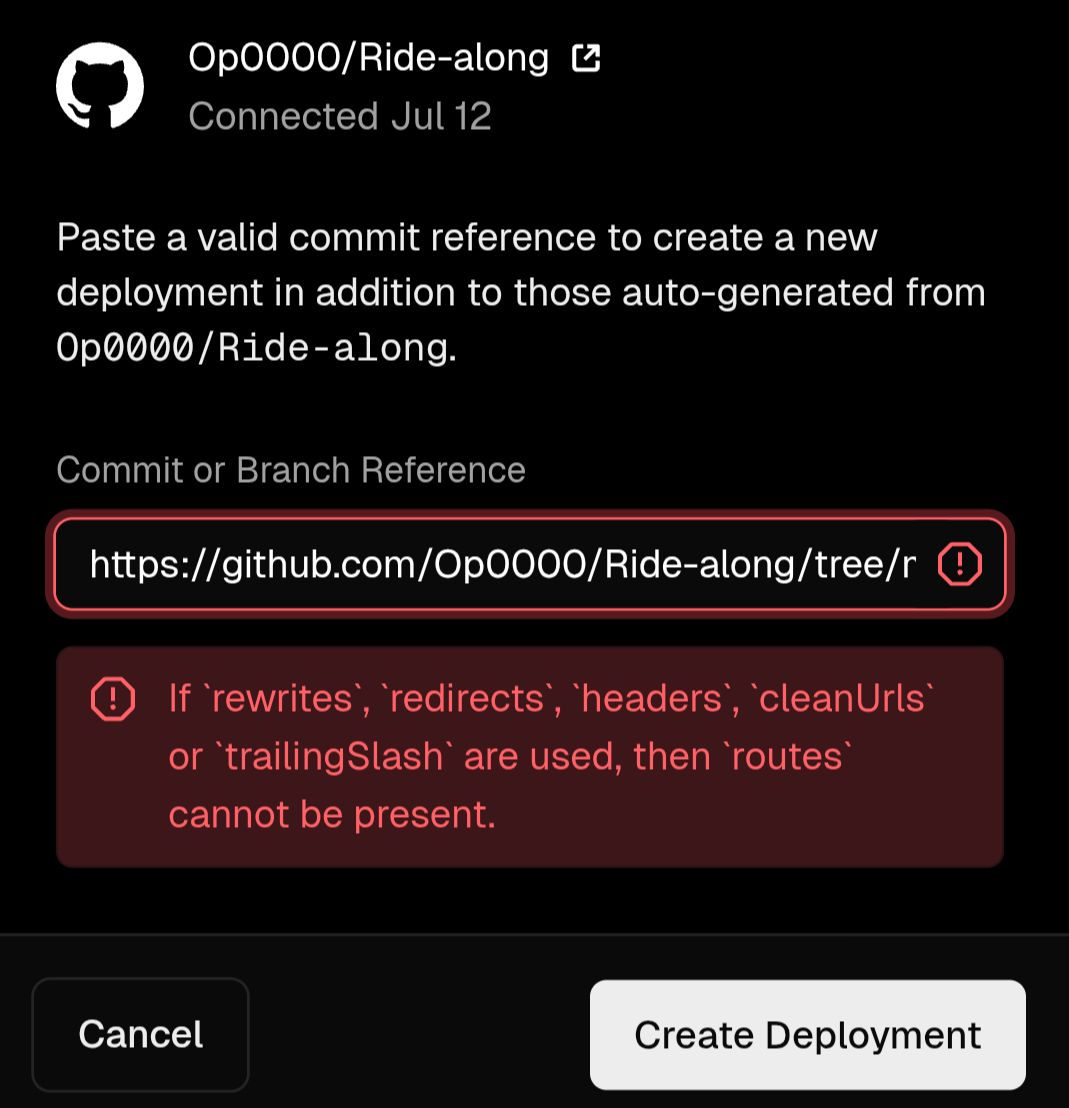 Op0000/Ride-along
Connected Jul 12
Paste a valid commit reference to create a new
deployment in addition to those auto-generated from
Op0000/Ride-along.
Commit or Branch Reference
https://github.com/Op0000/Ride-along/tree/r
If `rewrites`, `redirects`, `headers`, `cleanUrls`
or `trailingSlash` are used, then `routes`
cannot be present.
Cancel
Create Deployment